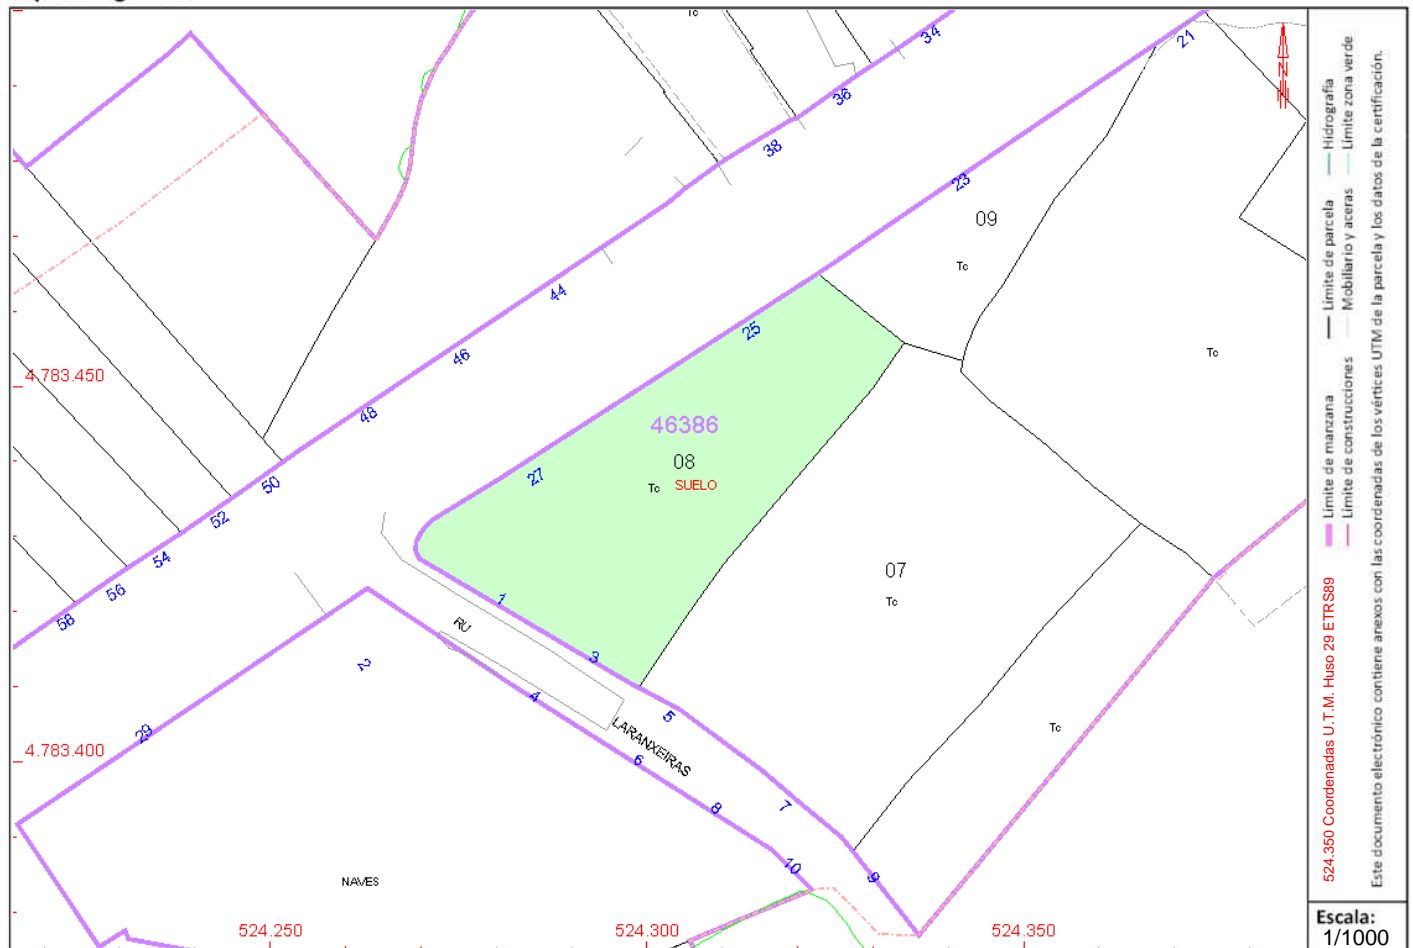 Tc
34
21
36
38
23
09
Tc
44
25
46
Tc
4.783.450
48
46386
08
Tc SUELO
27
50
52
54
07
Tc
56
1
58
RU
2
3
5
4
29
LARANXEIRAS
Tc
4.783.400
6
7
8
10
9
NAVES
524.250
524.300
524.350
N
Límite de manzana
Límite de parcela
Hidrografía
Límite de construcciones
Mobiliario y aceras
Límite zona verde
524.350 Coordenadas U.T.M. Huso 29 ETRS89
Este documento electrónico contiene anexos con las coordenadas de los vértices UTM de la parcela y los datos de la certificación.
Escala:
1/1000